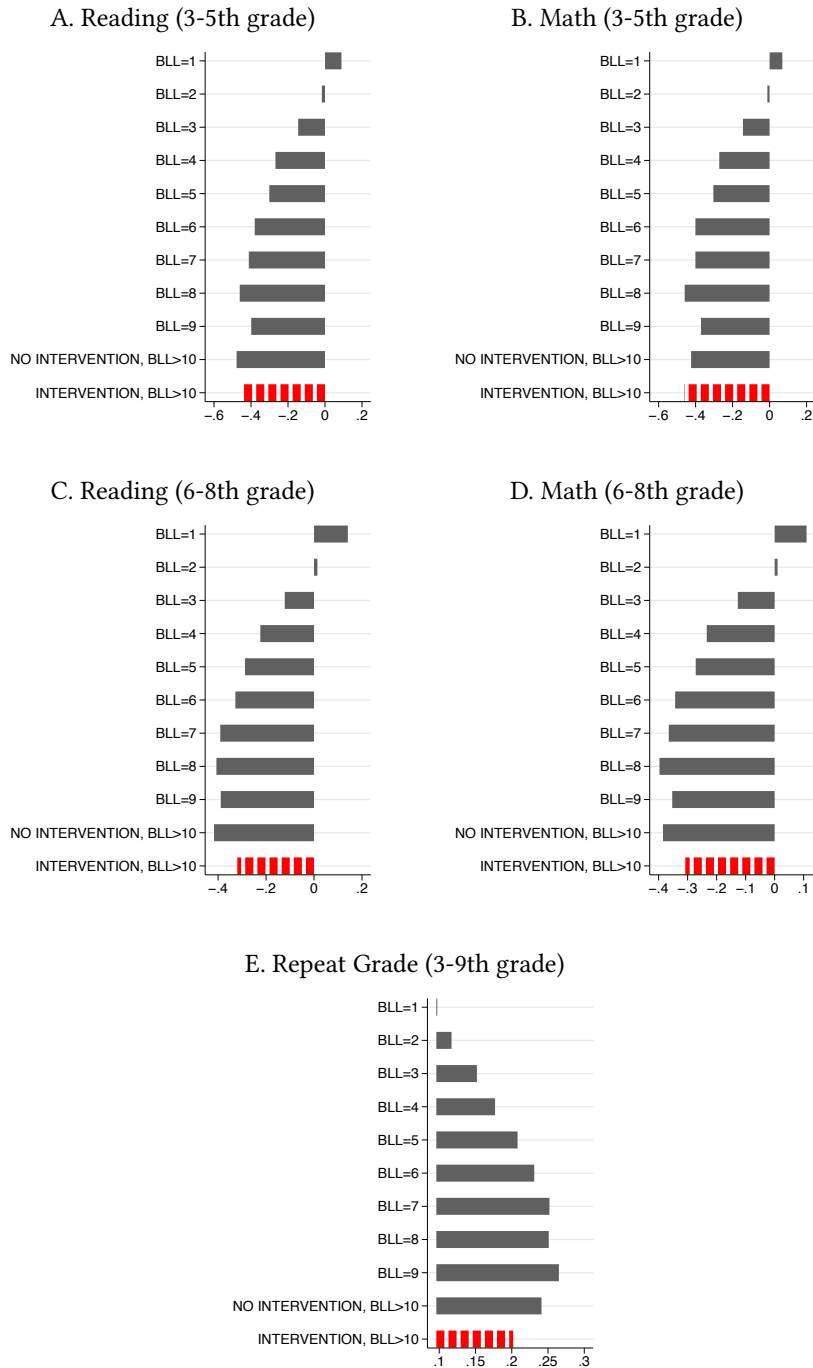 A. Reading (3-5th grade)
BLL=1
BLL=2
BLL=3
BLL=4
BLL=5
BLL=6
BLL=7
BLL=8
BLL=9
NO INTERVENTION, BLL>10
INTERVENTION, BLL>10
−.6 −.4 −.2 0 .2
B. Math (3-5th grade)
BLL=1
BLL=2
BLL=3
BLL=4
BLL=5
BLL=6
BLL=7
BLL=8
BLL=9
NO INTERVENTION, BLL>10
INTERVENTION, BLL>10
−.6 −.4 −.2 0 .2
C. Reading (6-8th grade)
BLL=1
BLL=2
BLL=3
BLL=4
BLL=5
BLL=6
BLL=7
BLL=8
BLL=9
NO INTERVENTION, BLL>10
INTERVENTION, BLL>10
−.4 −.2 0 .2
D. Math (6-8th grade)
BLL=1
BLL=2
BLL=3
BLL=4
BLL=5
BLL=6
BLL=7
BLL=8
BLL=9
NO INTERVENTION, BLL>10
INTERVENTION, BLL>10
−.4 −.3 −.2 −.1 0 .1
E. Repeat Grade (3-9th grade)
BLL=1
BLL=2
BLL=3
BLL=4
BLL=5
BLL=6
BLL=7
BLL=8
BLL=9
NO INTERVENTION, BLL>10
INTERVENTION, BLL>10
.1 .15 .2 .25 .3